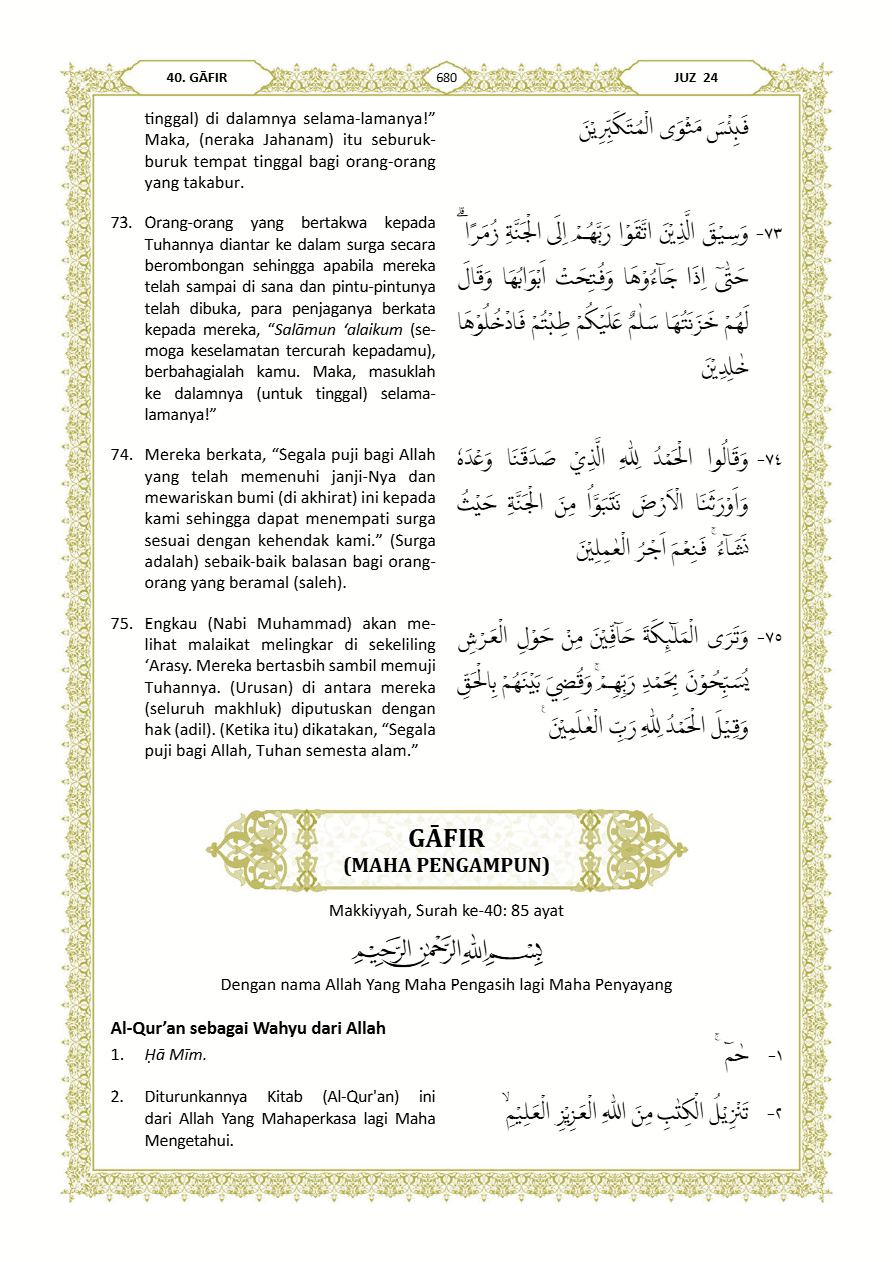 40. GĀFIR
680
JUZ 24
tinggal) di dalamnya selama-lamanya!”
Maka, (neraka Jahanam) itu seburuk-
buruk tempat tinggal bagi orang-orang
yang takabur.
فَبِئْسَ مَثْوَى الْمُتَكَبِّرِيْنَ
73. Orang-orang yang bertakwa kepada
Tuhannya diantar ke dalam surga secara
berombongan sehingga apabila mereka
telah sampai di sana dan pintu-pintunya
telah dibuka, para penjaganya berkata
kepada mereka, “Salāmun ‘alaikum (se-
moga keselamatan tercurah kepadamu),
berbahagialah kamu. Maka, masuklah
ke dalamnya (untuk tinggal) selama-
lamanya!”
٧٣- وَسِيْقَ الَّذِيْنَ اتَّقَوْا رَبَّهُمْ اِلَى الْجَنَّةِ زُمَرًا ۗ
حَتّٰىٓ اِذَا جَاۤءُوْهَا وَفُتِحَتْ اَبْوَابُهَا وَقَالَ
لَهُمْ خَزَنَتُهَا سَلٰمٌ عَلَيْكُمْ طِبْتُمْ فَادْخُلُوْهَا
خٰلِدِيْنَ
74. Mereka berkata, “Segala puji bagi Allah
yang telah memenuhi janji-Nya dan
mewariskan bumi (di akhirat) ini kepada
kami sehingga dapat menempati surga
sesuai dengan kehendak kami.” (Surga
adalah) sebaik-baik balasan bagi orang-
orang yang beramal (saleh).
٧٤- وَقَالُوا الْحَمْدُ لِلّٰهِ الَّذِيْ صَدَقَنَا وَعْدَهٗ
وَاَوْرَثَنَا الْاَرْضَ نَتَبَوَّاُ مِنَ الْجَنَّةِ حَيْثُ
نَشَاۤءُ ۚ فَنِعْمَ اَجْرُ الْعٰمِلِيْنَ
75. Engkau (Nabi Muhammad) akan me-
lihat malaikat melingkar di sekeliling
‘Arasy. Mereka bertasbih sambil memuji
Tuhannya. (Urusan) di antara mereka
(seluruh makhluk) diputuskan dengan
hak (adil). (Ketika itu) dikatakan, “Segala
puji bagi Allah, Tuhan semesta alam.”
٧٥- وَتَرَى الْمَلٰۤىِٕكَةَ حَاۤفِّيْنَ مِنْ حَوْلِ الْعَرْشِ
يُسَبِّحُوْنَ بِحَمْدِ رَبِّهِمْ ۚ وَقُضِيَ بَيْنَهُمْ بِالْحَقِّ
وَقِيْلَ الْحَمْدُ لِلّٰهِ رَبِّ الْعٰلَمِيْنَ ࣖ
GĀFIR
(MAHA PENGAMPUN)
Makkiyyah, Surah ke-40: 85 ayat
بِسْمِ اللّٰهِ الرَّحْمٰنِ الرَّحِيْمِ
Dengan nama Allah Yang Maha Pengasih lagi Maha Penyayang
Al-Qur’an sebagai Wahyu dari Allah
1. Ḥā Mīm.
١- حٰمۤ ۚ
2. Diturunkannya Kitab (Al-Qur'an) ini
dari Allah Yang Mahaperkasa lagi Maha
Mengetahui.
٢- تَنْزِيْلُ الْكِتٰبِ مِنَ اللّٰهِ الْعَزِيْزِ الْعَلِيْمِۙ